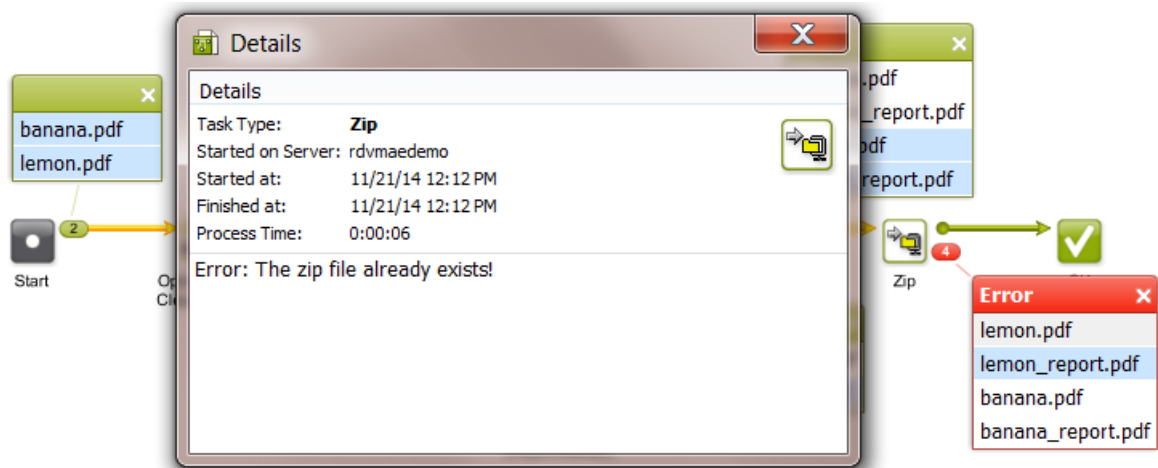 Details
Details
Task Type: Zip
Started on Server: rdvmaedemo
Started at: 11/21/14 12:12 PM
Finished at: 11/21/14 12:12 PM
Process Time: 0:00:06
Error: The zip file already exists!
banana.pdf
lemon.pdf
2
Start
.pdf
_report.pdf
pdf
report.pdf
Zip
4
Error
lemon.pdf
lemon_report.pdf
banana.pdf
banana_report.pdf